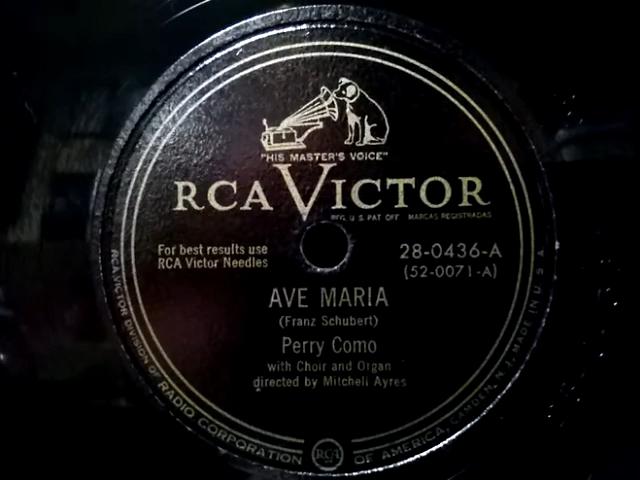 "HIS MASTER'S VOICE"
RCA VICTOR
REG. U.S. PAT. OFF. MARCAS REGISTRADAS
For best results use
RCA Victor Needles
28-0436-A
(52-0071-A)
AVE MARIA
(Franz Schubert)
Perry Como
with Choir and Organ
directed by Mitchell Ayres
RCA VICTOR DIVISION OF RADIO CORPORATION OF AMERICA, CAMDEN, N. J. MADE IN U.S.A.
RCA